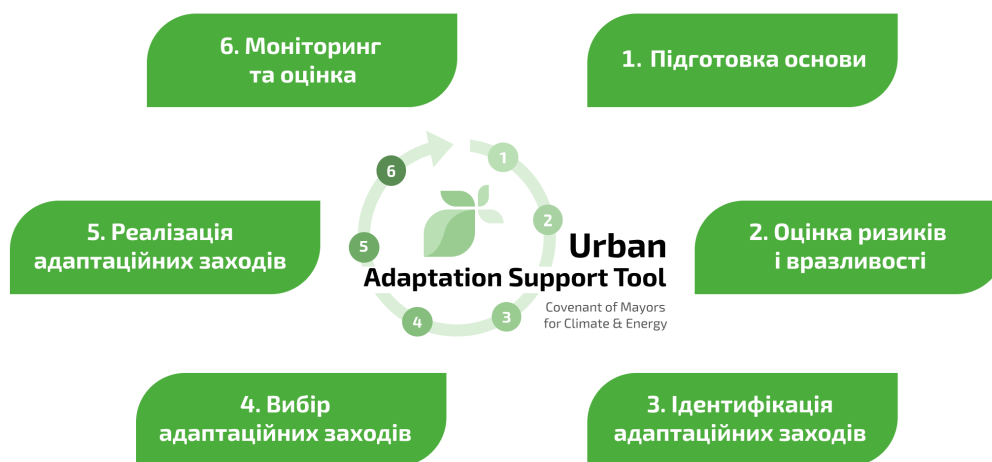 6. Моніторинг
та оцінка
1. Підготовка основи
6
1
5. Реалізація
адаптаційних заходів
5
2
Urban
Adaptation Support Tool
Covenant of Mayors
for Climate & Energy
2. Оцінка ризиків
і вразливості
4
3
4. Вибір
адаптаційних заходів
3. Ідентифікація
адаптаційних заходів